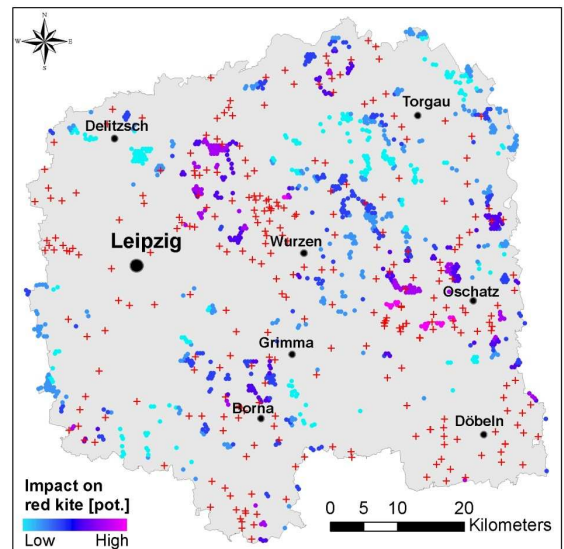 N
W E
S
Torgau
Delitzsch
Leipzig
Wurzen
Oschatz
Grimma
Borna
Döbeln
Impact on
red kite [pot.]
Low High
0 5 10 20
Kilometers